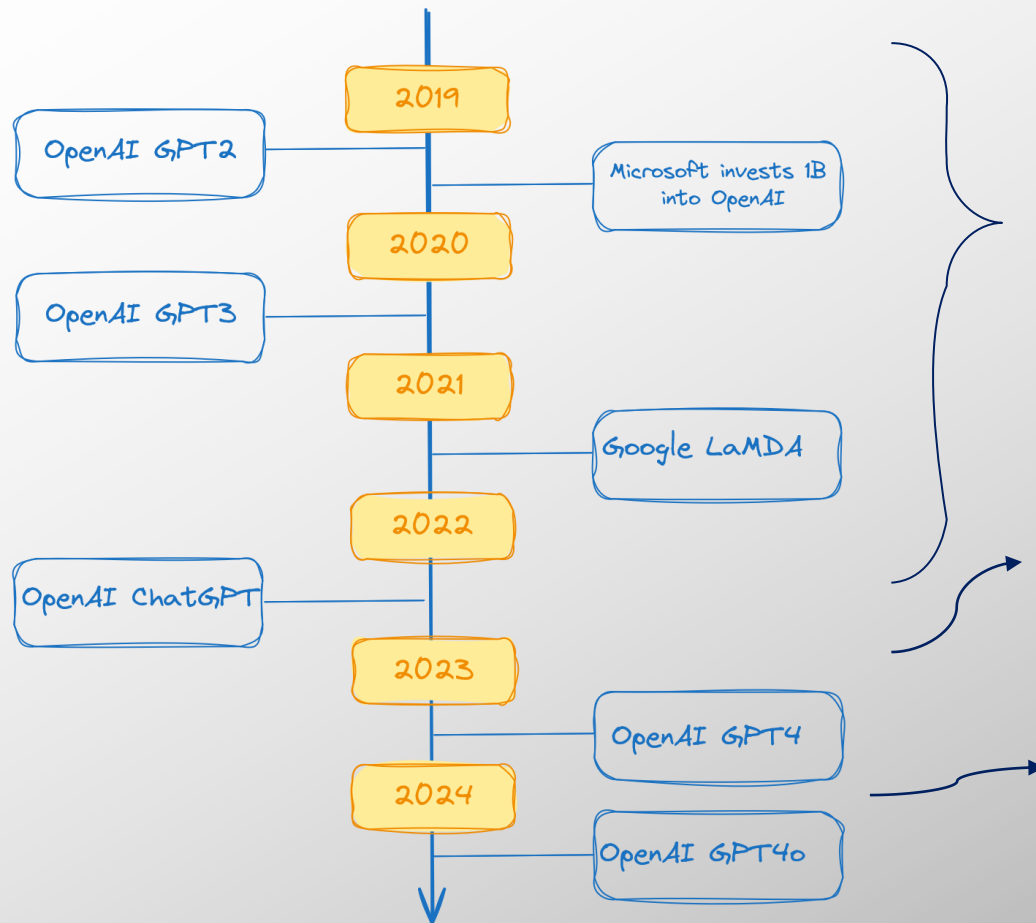 2019
OpenAI GPT2
Microsoft invests 1B
into OpenAI
2020
OpenAI GPT3
2021
Google LaMDA
2022
OpenAI ChatGPT
2023
OpenAI GPT4
2024
OpenAI GPT4o